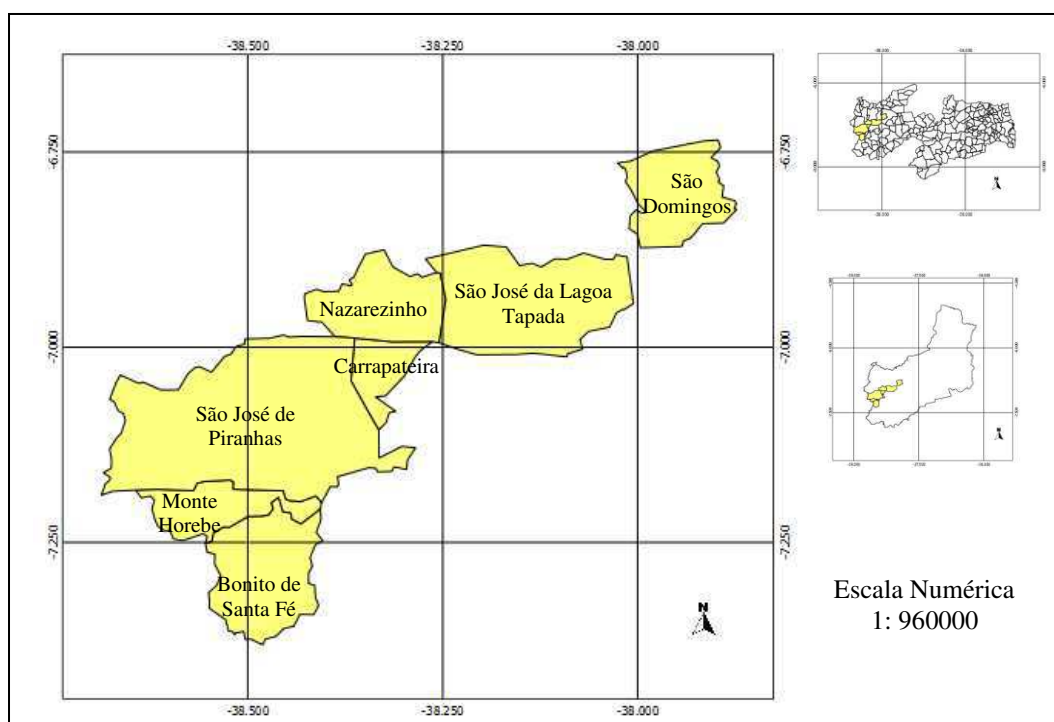 -38.500
-38.250
-38.000
-6.750
-6.750
São
Domingos
São José da Lagoa
Tapada
Nazarezinho
-7.000
-7.000
Carrapateira
São José de
Piranhas
Monte
Horebe
-7.250
-7.250
Bonito de
Santa Fé
N
-38.500
-38.250
-38.000
N
N
Escala Numérica
1: 960000